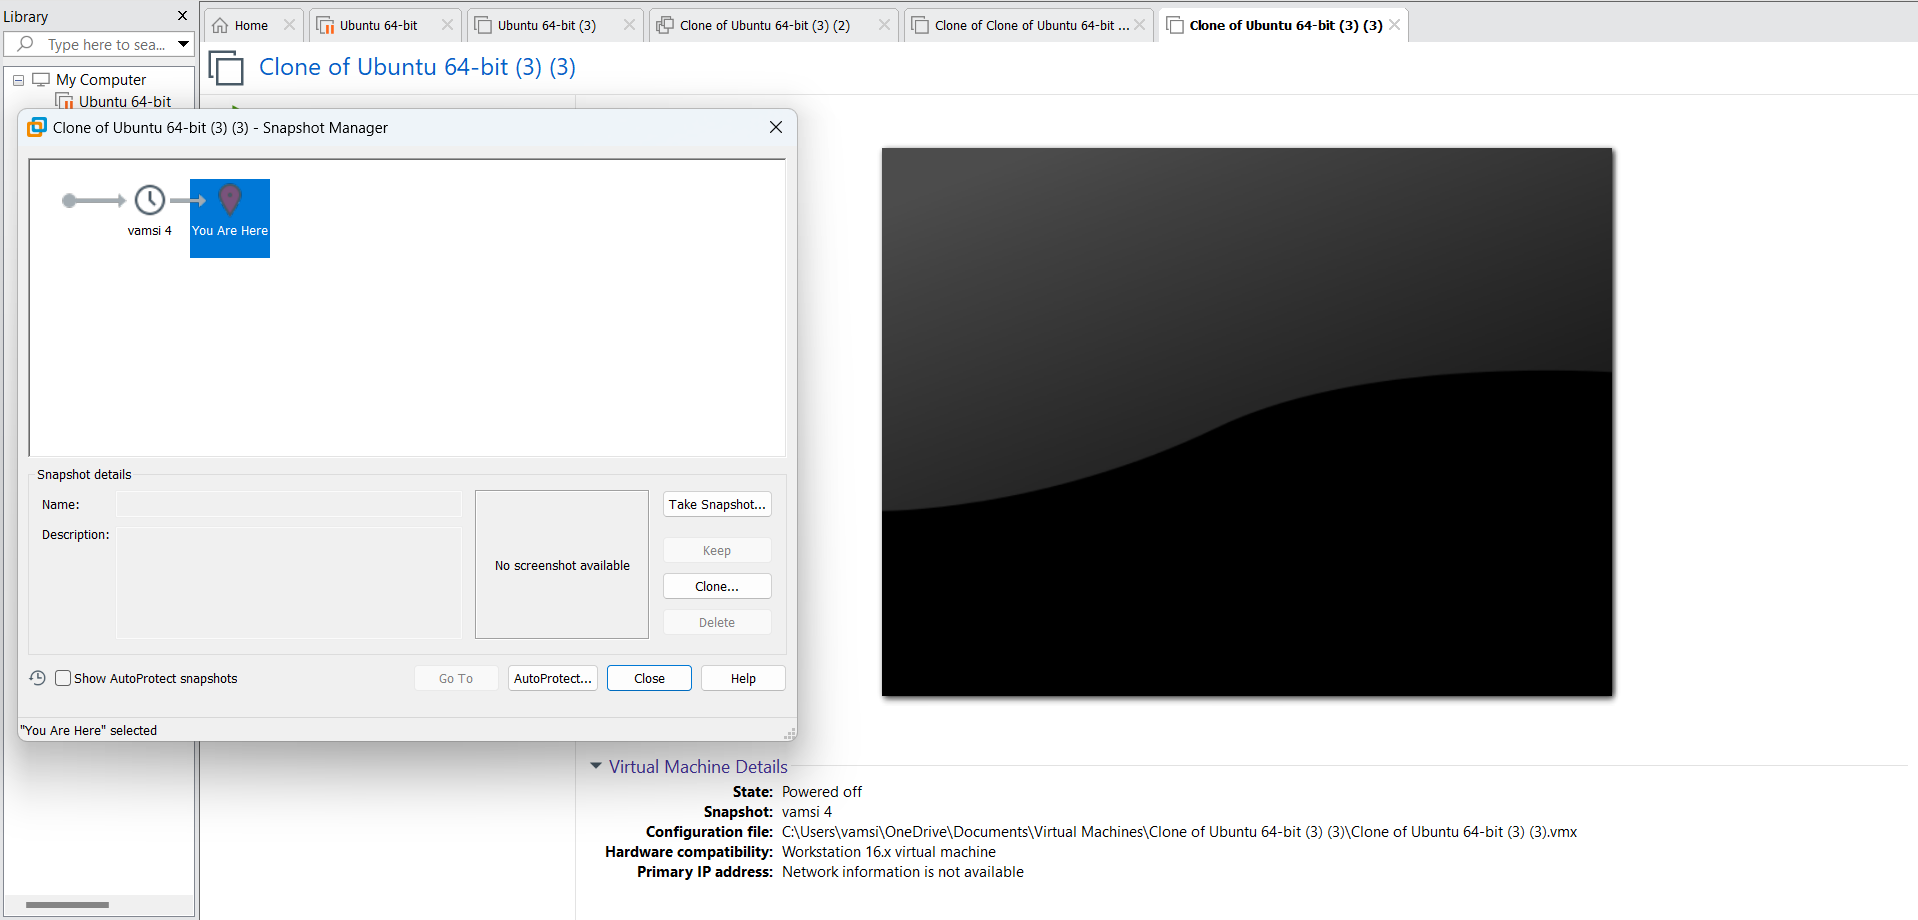 Library
Type here to sea...
My Computer
Ubuntu 64-bit
Home
Ubuntu 64-bit
Ubuntu 64-bit (3)
Clone of Ubuntu 64-bit (3) (2)
Clone of Clone of Ubuntu 64-bit ...
Clone of Ubuntu 64-bit (3) (3)
Clone of Ubuntu 64-bit (3) (3)
Clone of Ubuntu 64-bit (3) (3) - Snapshot Manager
vamsi 4
You Are Here
Snapshot details
Name:
Description:
No screenshot available
Take Snapshot...
Keep
Clone...
Delete
Show AutoProtect snapshots
Go To
AutoProtect...
Close
Help
"You Are Here" selected
Virtual Machine Details
State: Powered off
Snapshot: vamsi 4
Configuration file: C:\Users\vamsi\OneDrive\Documents\Virtual Machines\Clone of Ubuntu 64-bit (3) (3)\Clone of Ubuntu 64-bit (3) (3).vmx
Hardware compatibility: Workstation 16.x virtual machine
Primary IP address: Network information is not available